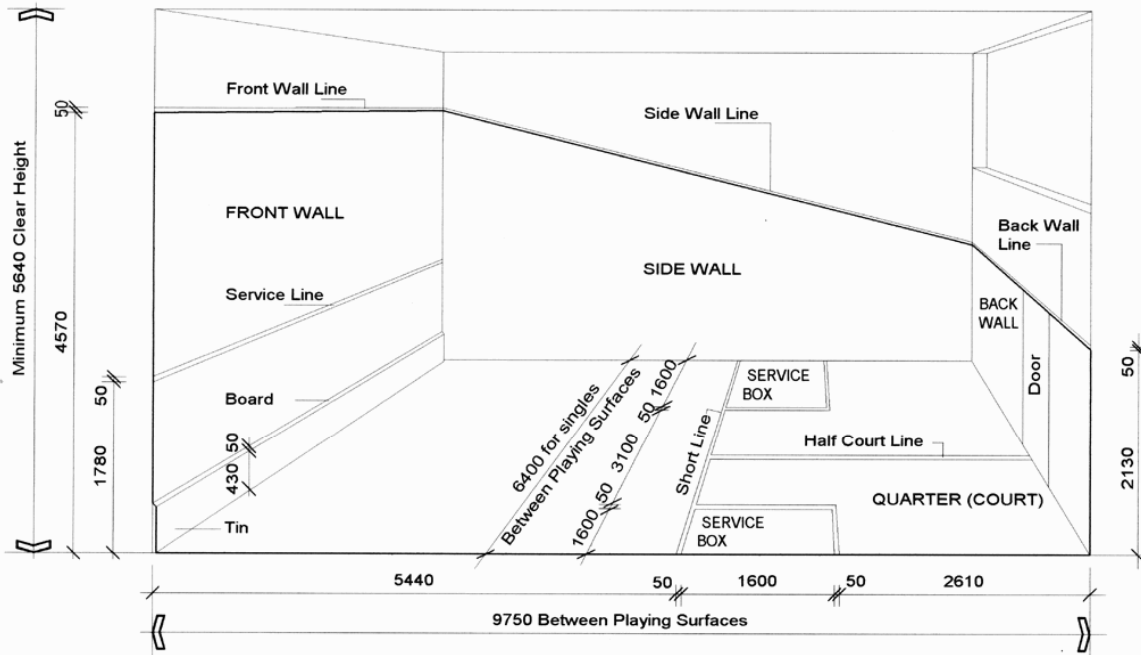 Minimum 5640 Clear Height
50
4570
50
1780
Front Wall Line
FRONT WALL
Service Line
Board
50
430
Tin
Side Wall Line
SIDE WALL
Back Wall
Line
BACK
WALL
Door
50
2130
6400 for singles
Between Playing Surfaces
1600
50
3100
50
1600
Short Line
SERVICE
BOX
Half Court Line
QUARTER (COURT)
SERVICE
BOX
5440
50
1600
50
2610
9750 Between Playing Surfaces